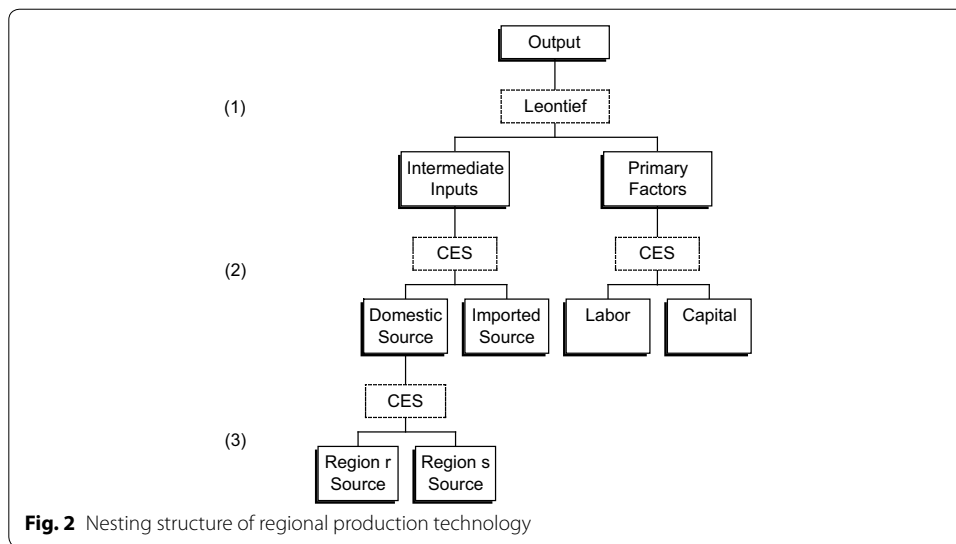 Output
(1)
Leontief
Intermediate
Inputs
Primary
Factors
(2)
CES
CES
Domestic
Source
Imported
Source
Labor
Capital
CES
(3)
Region r
Source
Region s
Source
Fig. 2 Nesting structure of regional production technology